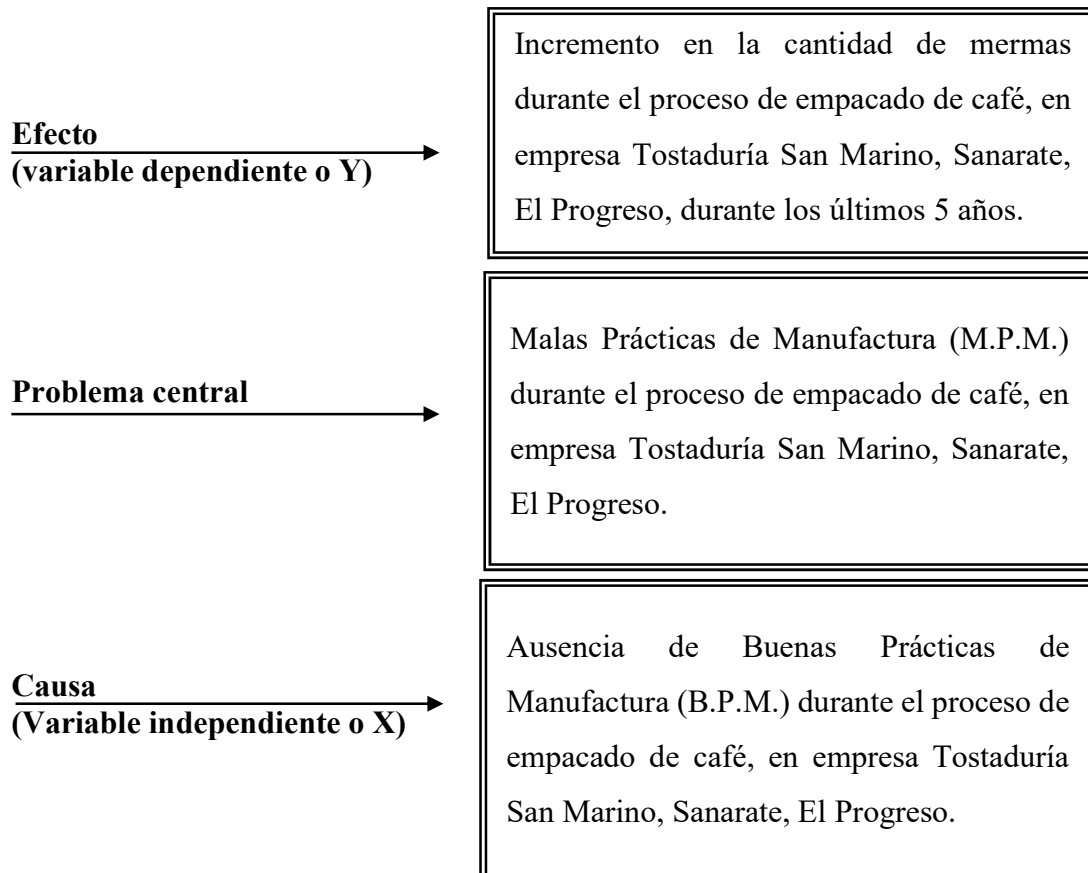 Efecto
(variable dependiente o Y)
Incremento en la cantidad de mermas
durante el proceso de empacado de café, en
empresa Tostaduría San Marino, Sanarate,
El Progreso, durante los últimos 5 años.
Problema central
Malas Prácticas de Manufactura (M.P.M.)
durante el proceso de empacado de café, en
empresa Tostaduría San Marino, Sanarate,
El Progreso.
Causa
(Variable independiente o X)
Ausencia de Buenas Prácticas de
Manufactura (B.P.M.) durante el proceso de
empacado de café, en empresa Tostaduría
San Marino, Sanarate, El Progreso.